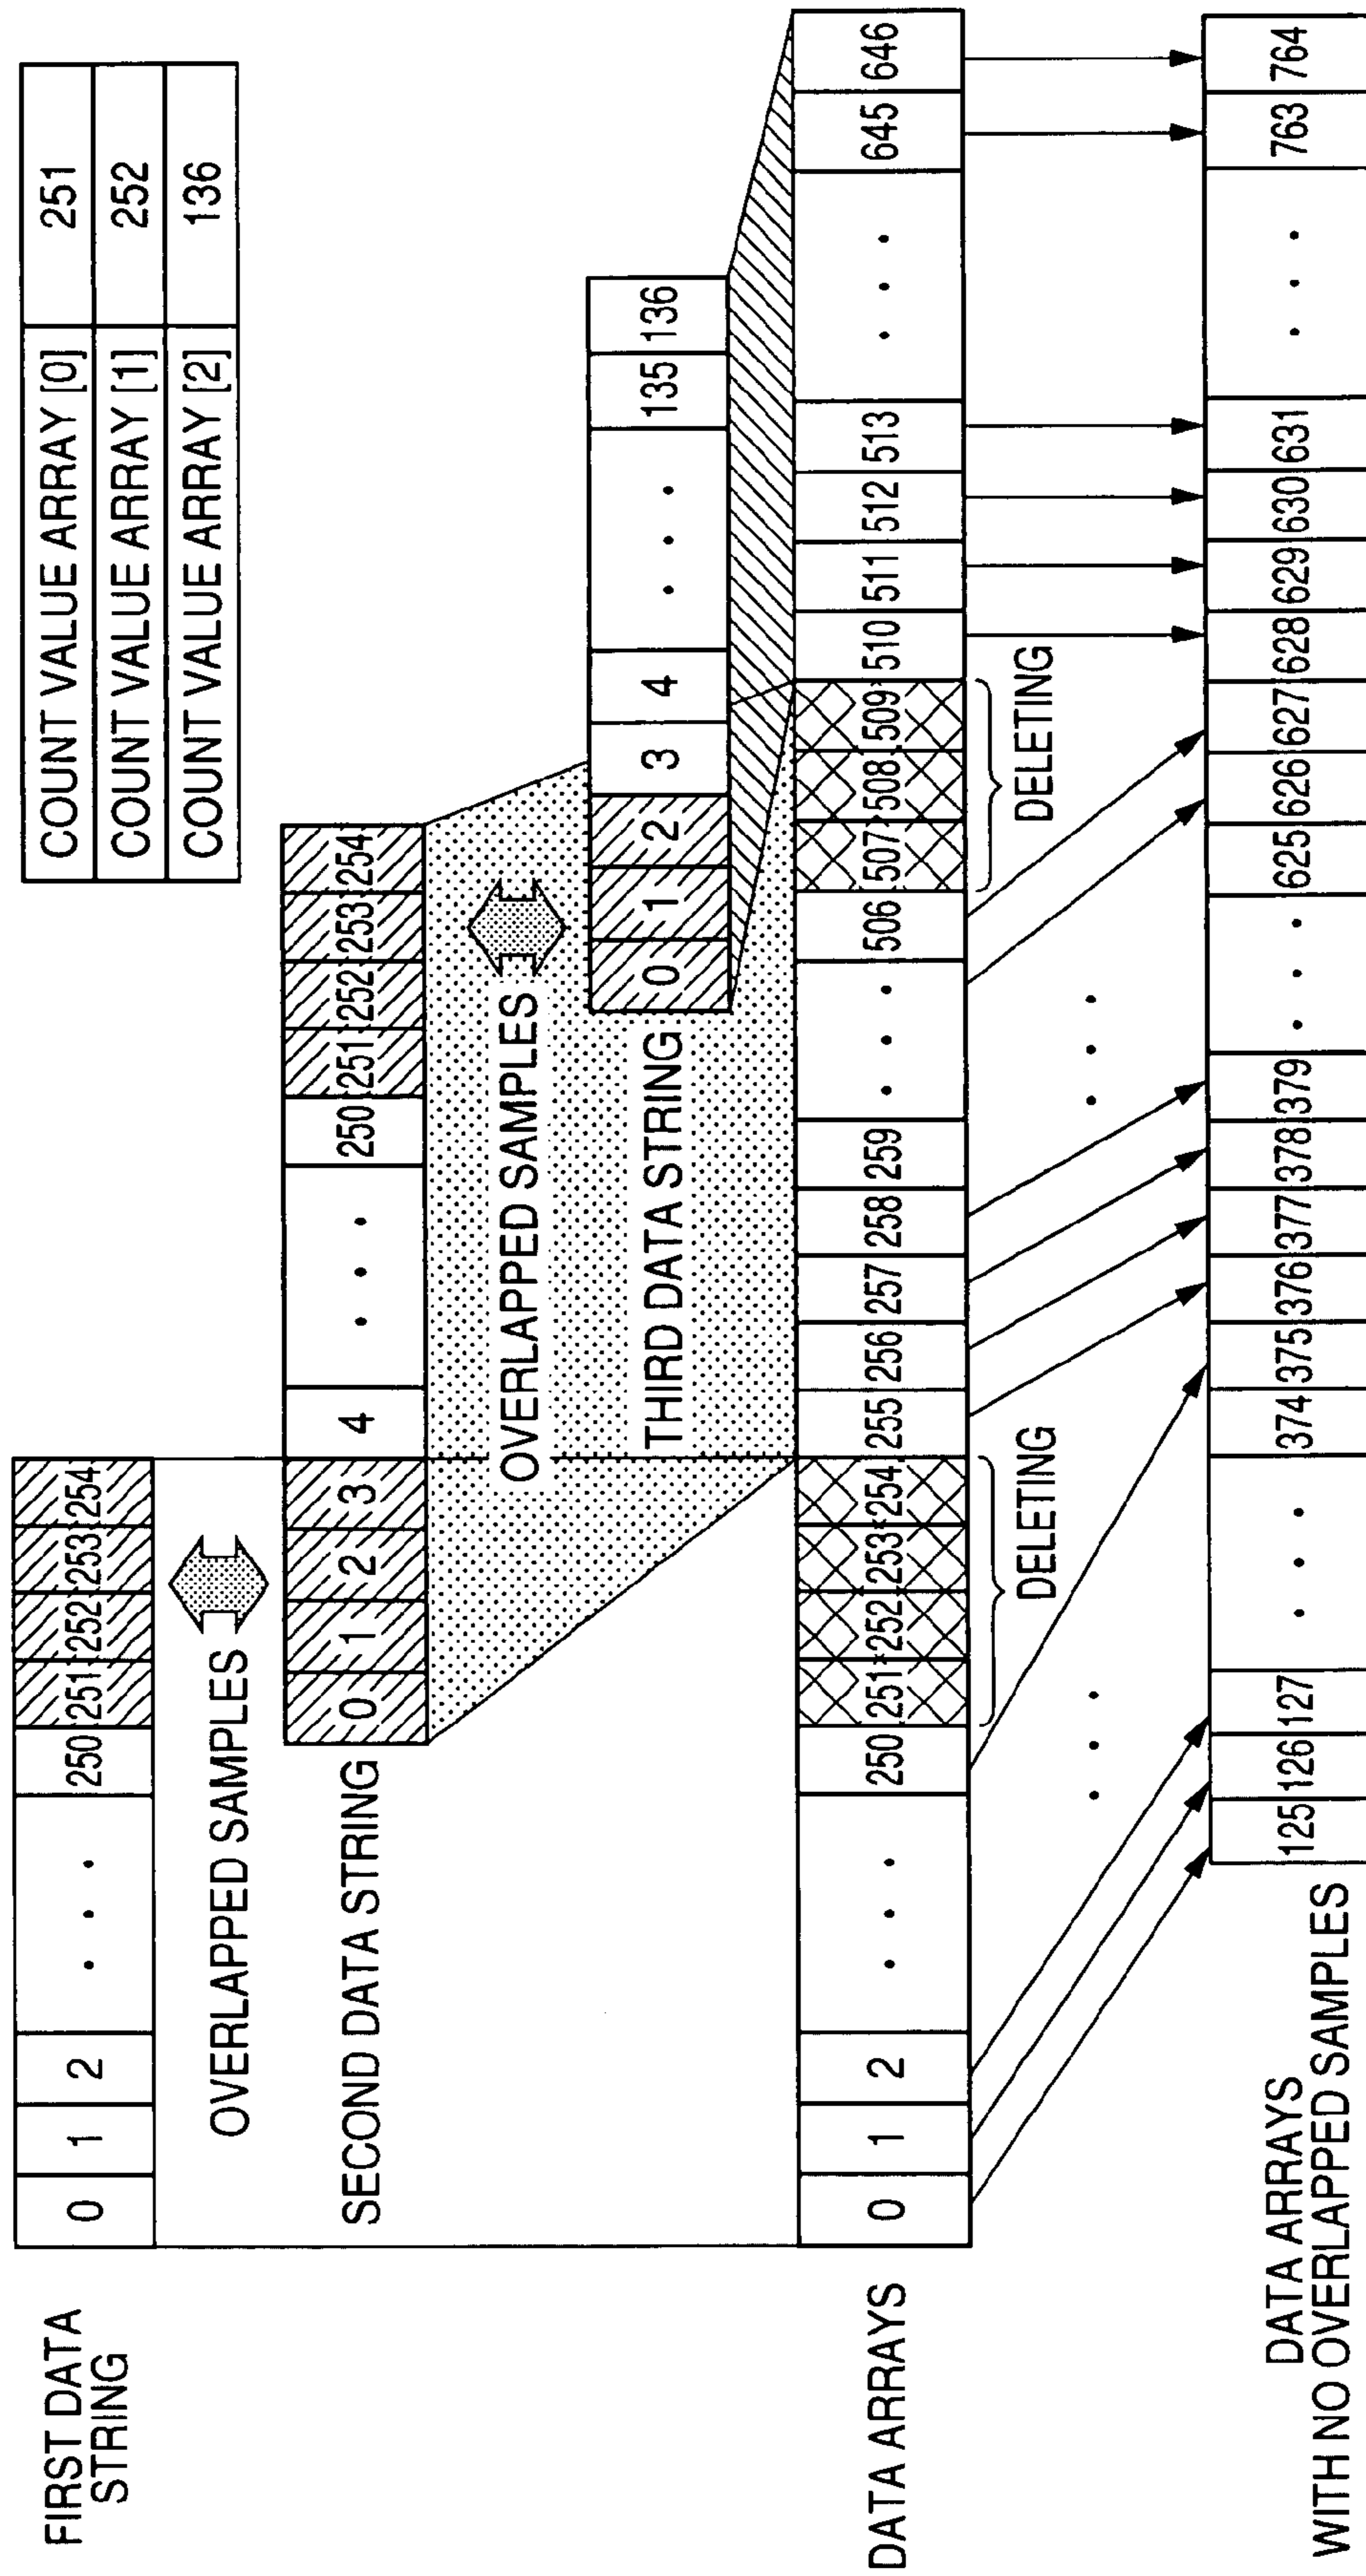 COUNT VALUE ARRAY [0] 251
COUNT VALUE ARRAY [1] 252
COUNT VALUE ARRAY [2] 136
FIRST DATA
STRING
0 1 2 • • • 250 251 252 253 254
OVERLAPPED SAMPLES
SECOND DATA STRING
0 1 2 3 4 • • • 250 251 252 253 254
OVERLAPPED SAMPLES
THIRD DATA STRING
0 1 2 3 4 • • • 135 136
DATA ARRAYS
0 1 2 • • • 250 251 252 253 254 255 256 257 258 259 • • • 506 507 508 509 510 511 512 513 • • • 645 646
DELETING
DELETING
• • •
• • •
DATA ARRAYS
WITH NO OVERLAPPED SAMPLES
125 126 127 • • • 374 375 376 377 378 379 • • • 625 626 627 628 629 630 631 • • • 763 764